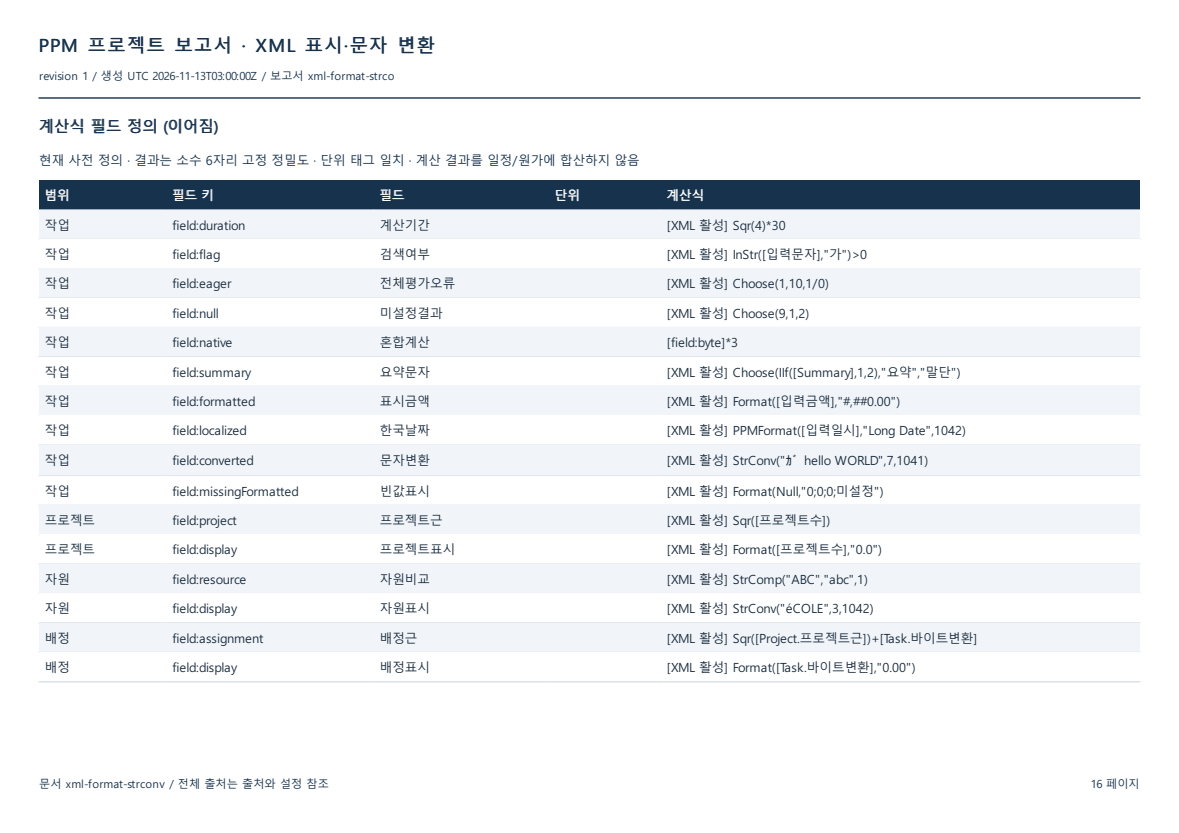 PPM 프로젝트 보고서 · XML 표시·문자 변환
revision 1 / 생성 UTC 2026-11-13T03:00:00Z / 보고서 xml-format-strco
계산식 필드 정의 (이어짐)
현재 사전 정의 · 결과는 소수 6자리 고정 정밀도 · 단위 태그 일치 · 계산 결과를 일정/원가에 합산하지 않음
범위 필드 키 필드 단위 계산식
작업 field:duration 계산기간 [XML 활성] Sqr(4)*30
작업 field:flag 검색여부 [XML 활성] InStr([입력문자],"가")>0
작업 field:eager 전체평가오류 [XML 활성] Choose(1,10,1/0)
작업 field:null 미설정결과 [XML 활성] Choose(9,1,2)
작업 field:native 혼합계산 [field:byte]*3
작업 field:summary 요약문자 [XML 활성] Choose(IIf([Summary],1,2),"요약","말단")
작업 field:formatted 표시금액 [XML 활성] Format([입력금액],"#,##0.00")
작업 field:localized 한국날짜 [XML 활성] PPMFormat([입력일시],"Long Date",1042)
작업 field:converted 문자변환 [XML 활성] StrConv("ｶﾞ hello WORLD",7,1041)
작업 field:missingFormatted 빈값표시 [XML 활성] Format(Null,"0;0;0;미설정")
프로젝트 field:project 프로젝트근 [XML 활성] Sqr([프로젝트수])
프로젝트 field:display 프로젝트표시 [XML 활성] Format([프로젝트수],"0.0")
자원 field:resource 자원비교 [XML 활성] StrComp("ABC","abc",1)
자원 field:display 자원표시 [XML 활성] StrConv("éCOLE",3,1042)
배정 field:assignment 배정근 [XML 활성] Sqr([Project.프로젝트근])+[Task.바이트변환]
배정 field:display 배정표시 [XML 활성] Format([Task.바이트변환],"0.00")
문서 xml-format-strconv / 전체 출처는 출처와 설정 참조
16 페이지